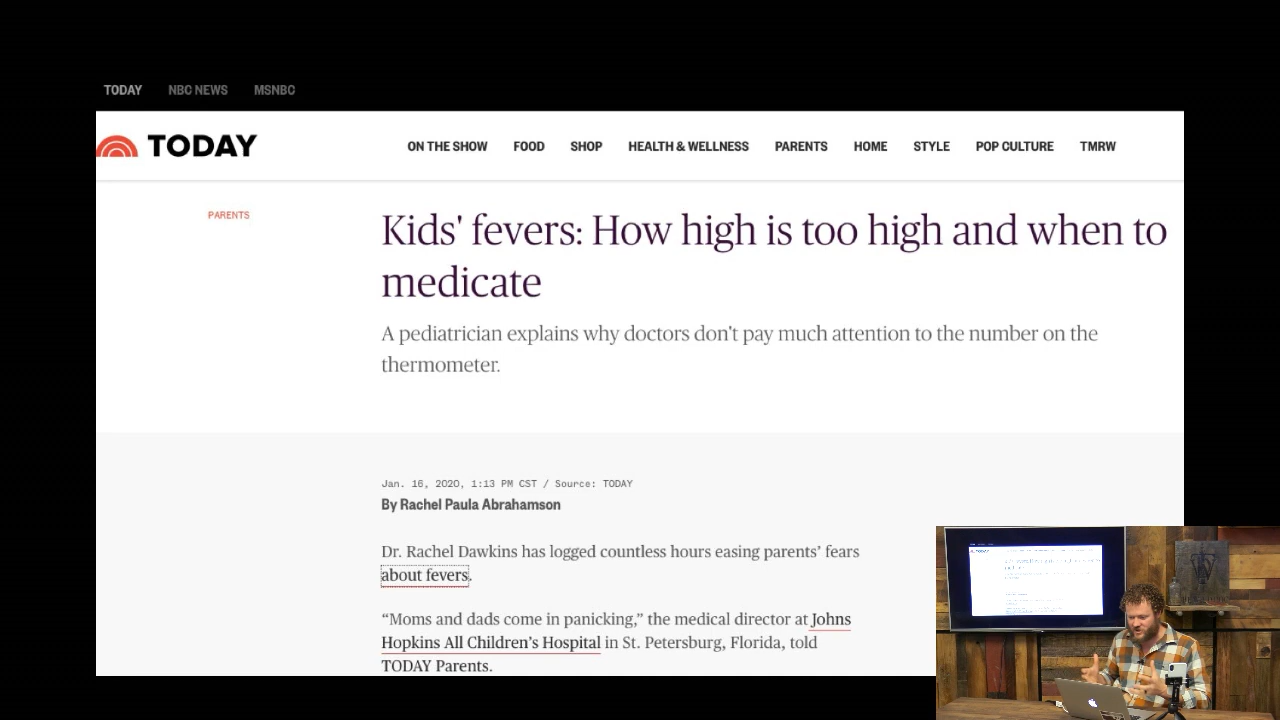 TODAY NBC NEWS MSNBC
TODAY ON THE SHOW FOOD SHOP HEALTH & WELLNESS PARENTS HOME STYLE POP CULTURE TMRW
PARENTS
Kids' fevers: How high is too high and when to
medicate
A pediatrician explains why doctors don't pay much attention to the number on the
thermometer.
Jan. 16, 2020, 1:13 PM CST / Source: TODAY
By Rachel Paula Abrahamson
Dr. Rachel Dawkins has logged countless hours easing parents’ fears
about fevers.
“Moms and dads come in panicking,” the medical director at Johns
Hopkins All Children’s Hospital in St. Petersburg, Florida, told
TODAY Parents.